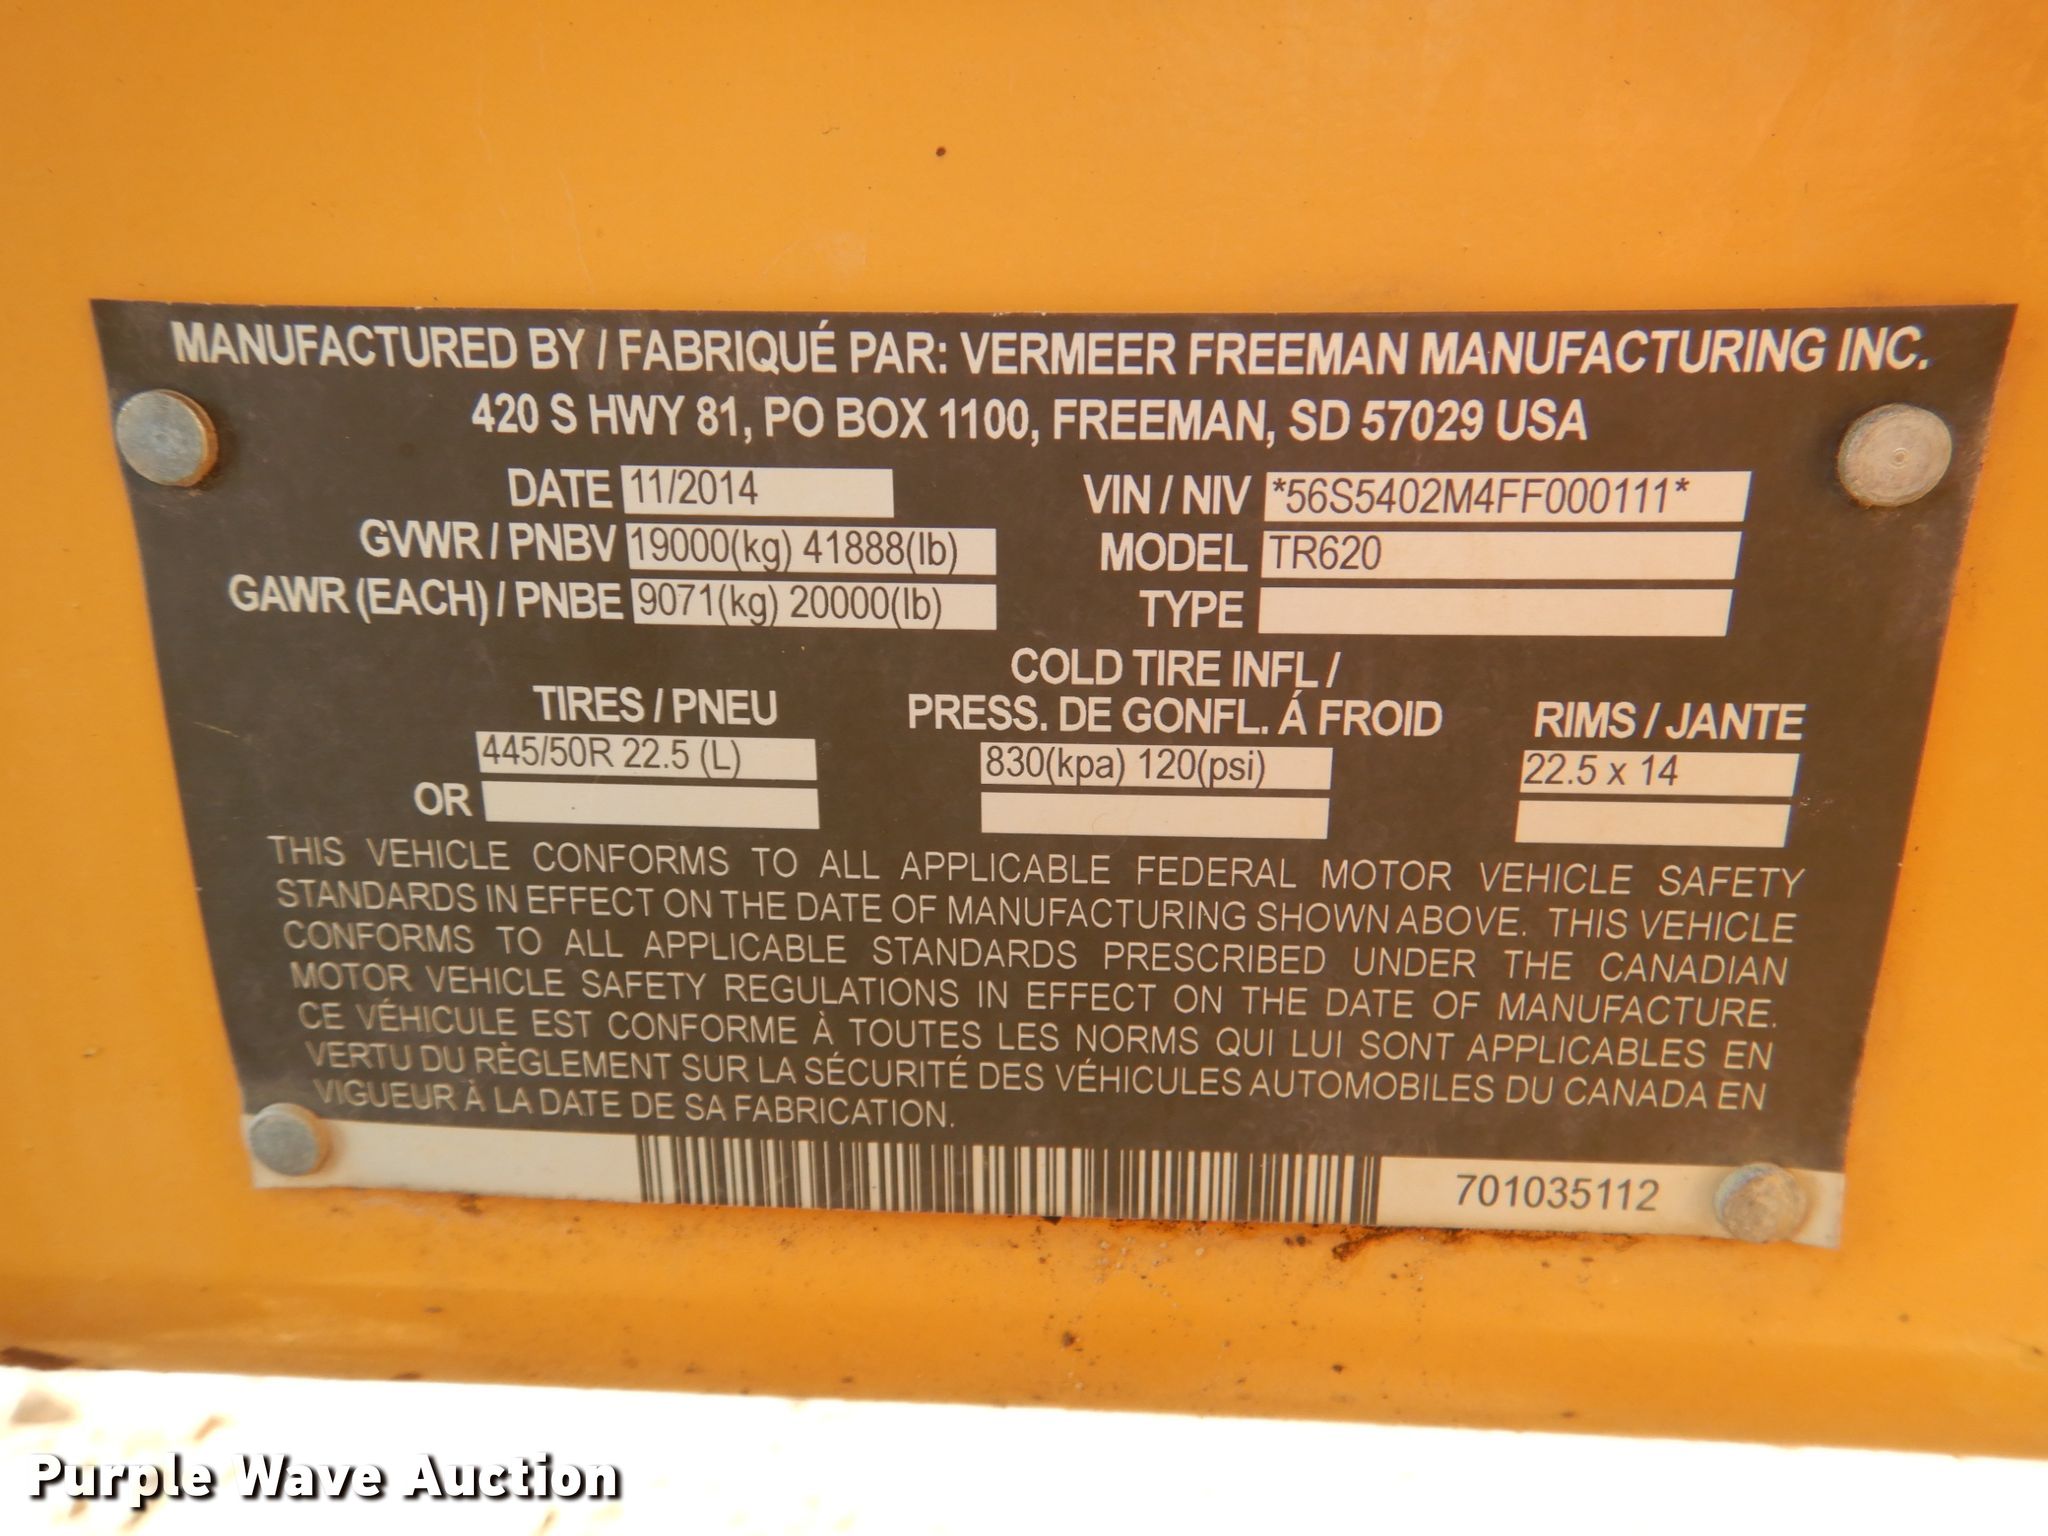 MANUFACTURED BY / FABRIQUÉ PAR: VERMEER FREEMAN MANUFACTURING INC.
420 S HWY 81, PO BOX 1100, FREEMAN, SD 57029 USA
DATE 11/2014 VIN / NIV *56S5402M4FF000111*
GVWR / PNBV 19000(kg) 41888(lb) MODEL TR620
GAWR (EACH) / PNBE 9071(kg) 20000(lb) TYPE
COLD TIRE INFL /
TIRES / PNEU PRESS. DE GONFL. Á FROID RIMS / JANTE
445/50R 22.5 (L) 830(kpa) 120(psi) 22.5 x 14
OR
THIS VEHICLE CONFORMS TO ALL APPLICABLE FEDERAL MOTOR VEHICLE SAFETY
STANDARDS IN EFFECT ON THE DATE OF MANUFACTURING SHOWN ABOVE. THIS VEHICLE
CONFORMS TO ALL APPLICABLE STANDARDS PRESCRIBED UNDER THE CANADIAN
MOTOR VEHICLE SAFETY REGULATIONS IN EFFECT ON THE DATE OF MANUFACTURE.
CE VÉHICULE EST CONFORME À TOUTES LES NORMS QUI LUI SONT APPLICABLES EN
VERTU DU RÈGLEMENT SUR LA SÉCURITÉ DES VÉHICULES AUTOMOBILES DU CANADA EN
VIGUEUR À LA DATE DE SA FABRICATION.
701035112
Purple Wave Auction